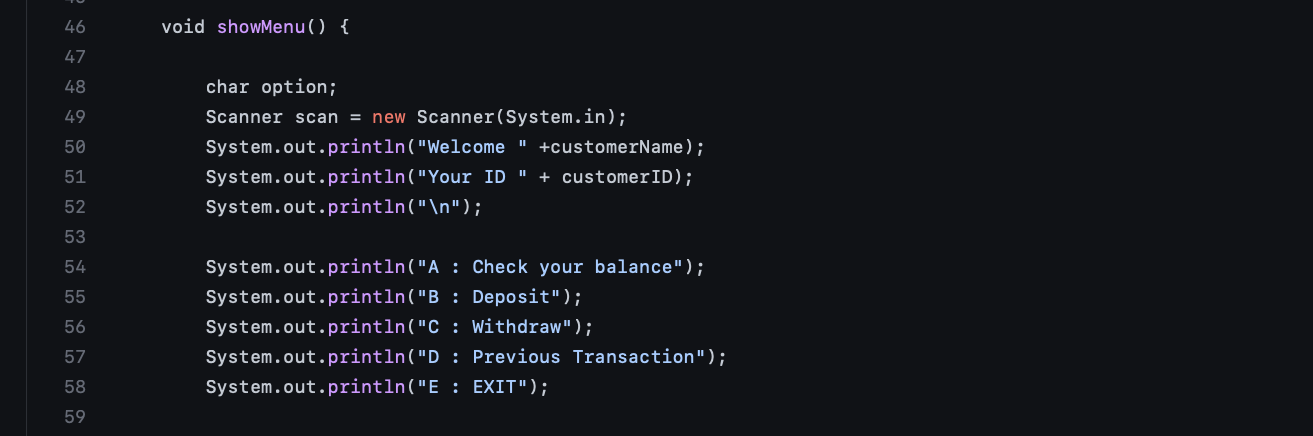 46 void showMenu() {
47
48 char option;
49 Scanner scan = new Scanner(System.in);
50 System.out.println("Welcome " +customerName);
51 System.out.println("Your ID " + customerID);
52 System.out.println("\n");
53
54 System.out.println("A : Check your balance");
55 System.out.println("B : Deposit");
56 System.out.println("C : Withdraw");
57 System.out.println("D : Previous Transaction");
58 System.out.println("E : EXIT");
59